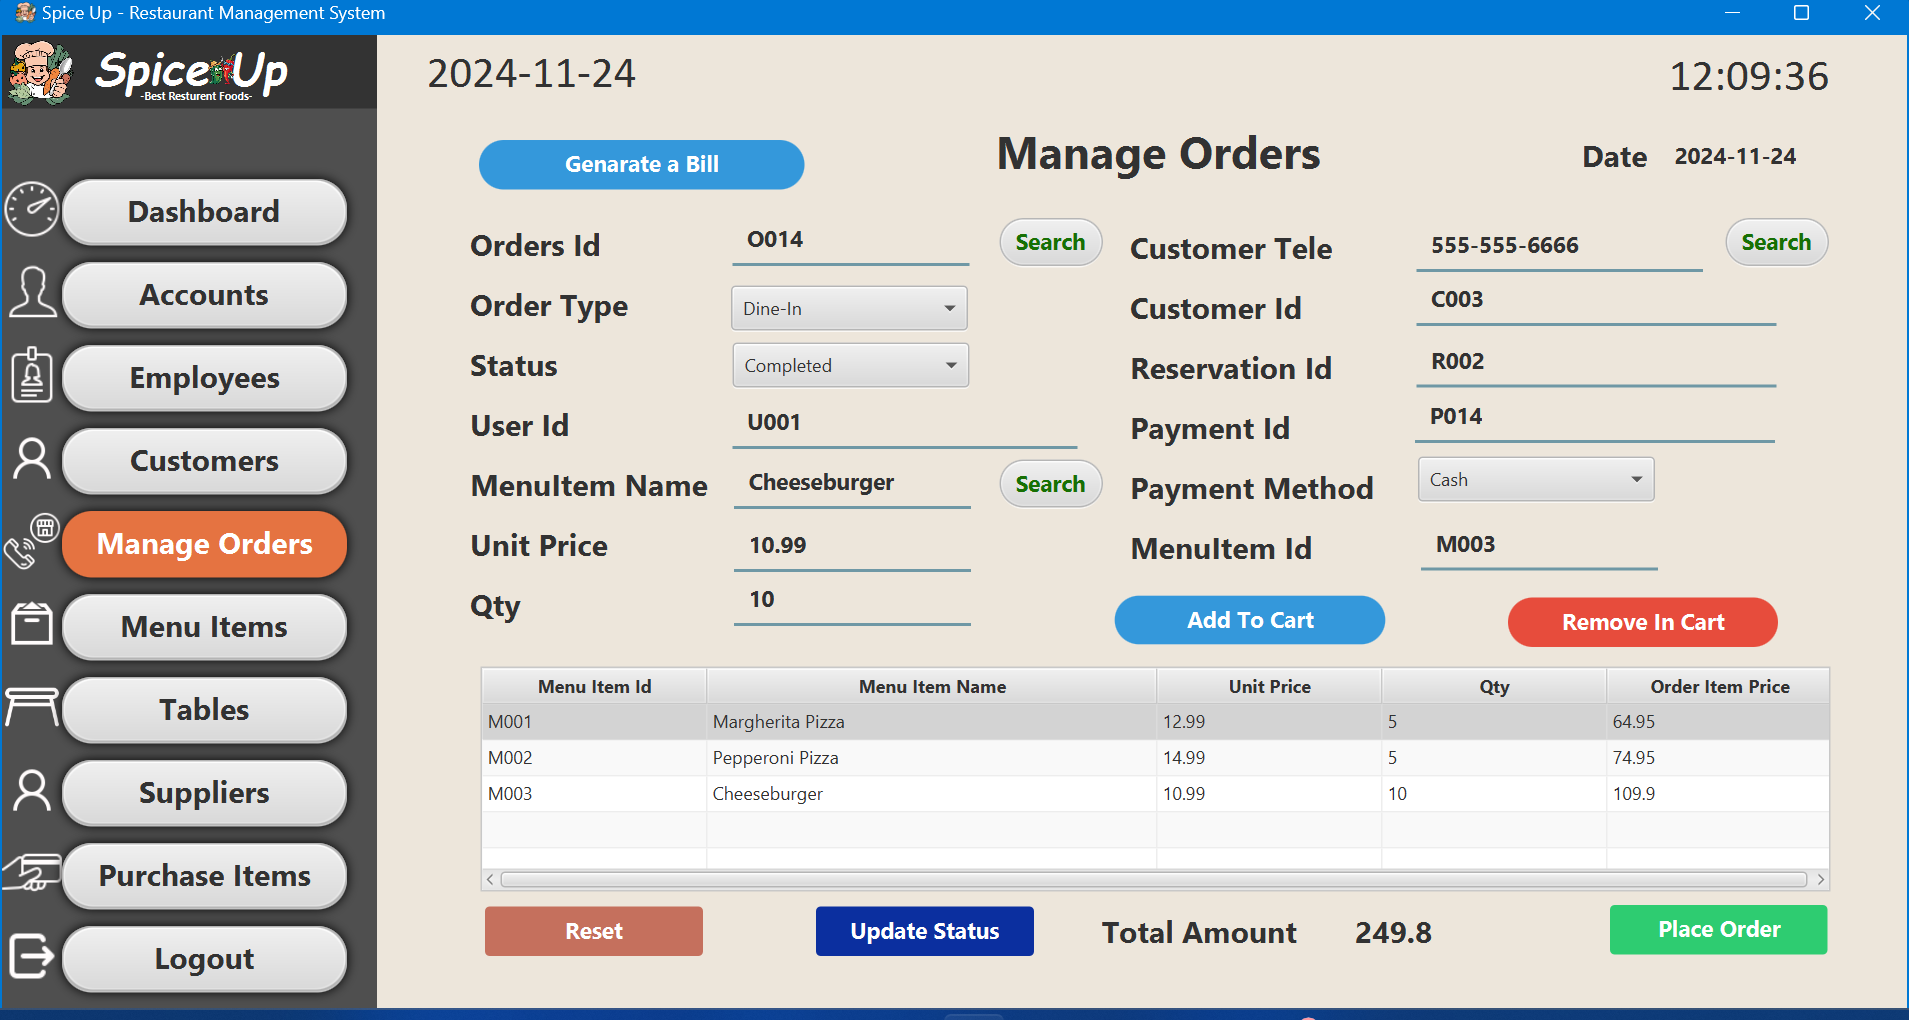 Spice Up - Restaurant Management System
Spice Up
-Best Resturent Foods-
2024-11-24
12:09:36
Dashboard
Accounts
Employees
Customers
Manage Orders
Menu Items
Tables
Suppliers
Purchase Items
Logout
Genarate a Bill
Manage Orders
Date 2024-11-24
Orders Id O014 Search
Customer Tele 555-555-6666 Search
Order Type Dine-In
Customer Id C003
Status Completed
Reservation Id R002
User Id U001
Payment Id P014
MenuItem Name Cheeseburger Search
Payment Method Cash
Unit Price 10.99
MenuItem Id M003
Qty 10
Add To Cart Remove In Cart
Menu Item Id Menu Item Name Unit Price Qty Order Item Price
M001 Margherita Pizza 12.99 5 64.95
M002 Pepperoni Pizza 14.99 5 74.95
M003 Cheeseburger 10.99 10 109.9
Reset Update Status Total Amount 249.8 Place Order